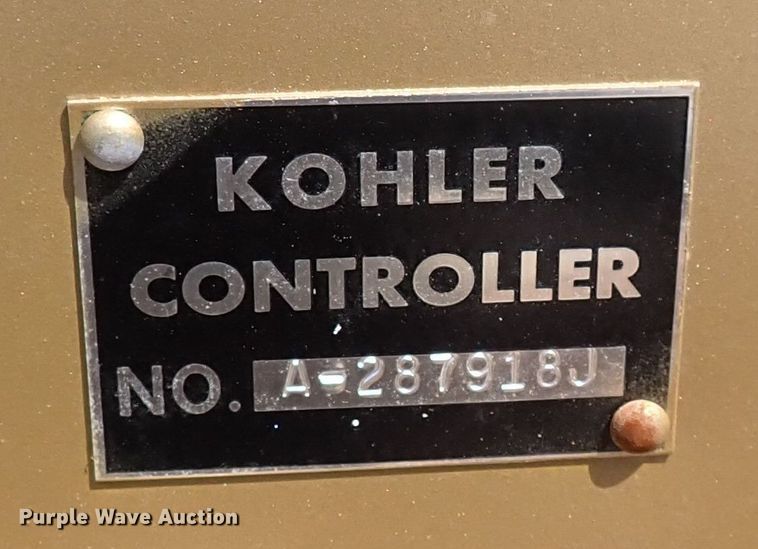 KOHLER
CONTROLLER
NO. A-287918J
Purple Wave Auction